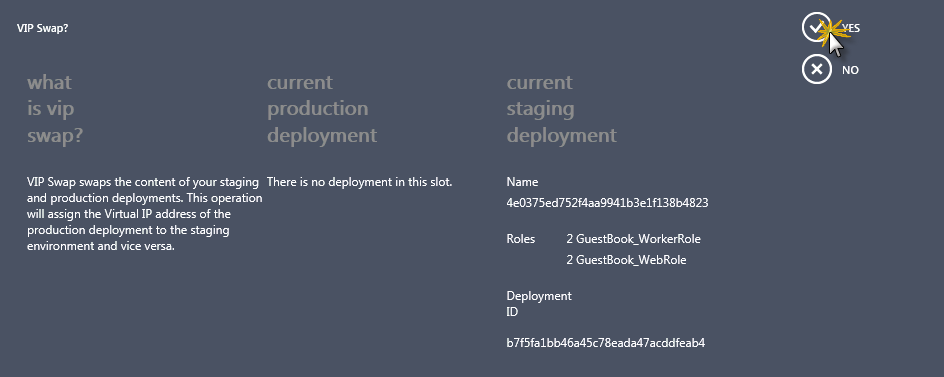 VIP Swap?
YES
NO
what
is vip
swap?
VIP Swap swaps the content of your staging
and production deployments. This operation
will assign the Virtual IP address of the
production deployment to the staging
environment and vice versa.
current
production
deployment
There is no deployment in this slot.
current
staging
deployment
Name
4e0375ed752f4aa9941b3e1f138b4823
Roles 2 GuestBook_WorkerRole
2 GuestBook_WebRole
Deployment
ID
b7f5fa1bb46a45c78eada47acddfeab4